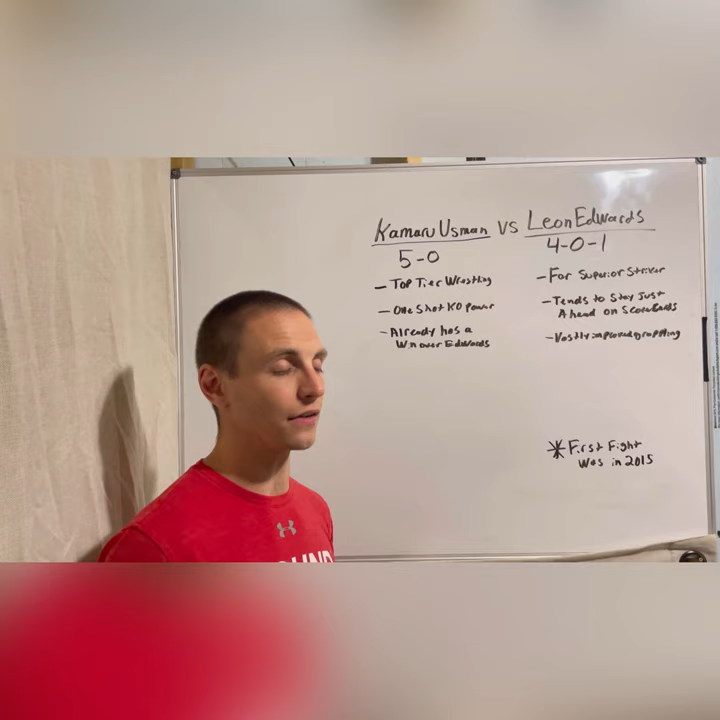 Kamaru Usman vs Leon Edwards
5-0
4-0-1
- Top Tier Wrestling
- One Shot KO Power
- Already has a
Win over Edwards
- Far Superior Striker
- Tends to Stay Just
Ahead on Scorecards
- Vastly improved grappling
* First Fight
Was in 2015